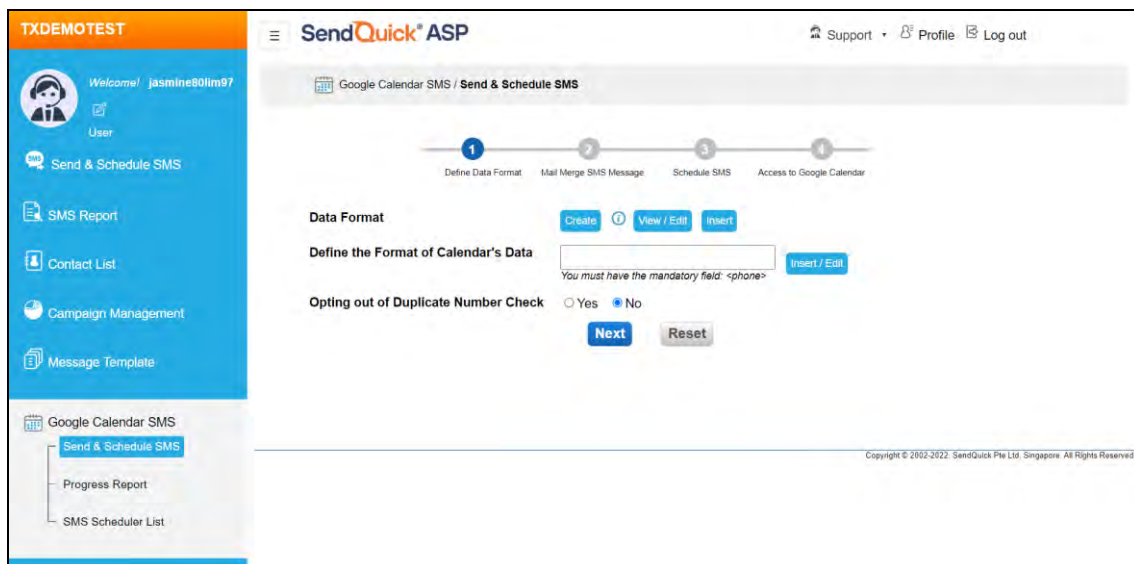 TXDEMOTEST
SendQuick® ASP
Support Profile Log out
Welcome! jasmine80lim97
User
Send & Schedule SMS
SMS Report
Contact List
Campaign Management
Message Template
Google Calendar SMS
Send & Schedule SMS
Progress Report
SMS Scheduler List
Google Calendar SMS / Send & Schedule SMS
1 2 3 4
Define Data Format Mail Merge SMS Message Schedule SMS Access to Google Calendar
Data Format Create i View / Edit Insert
Define the Format of Calendar's Data Insert / Edit
You must have the mandatory field: <phone>
Opting out of Duplicate Number Check Yes No
Next Reset
Copyright © 2002-2022. SendQuick Pte Ltd. Singapore. All Rights Reserved